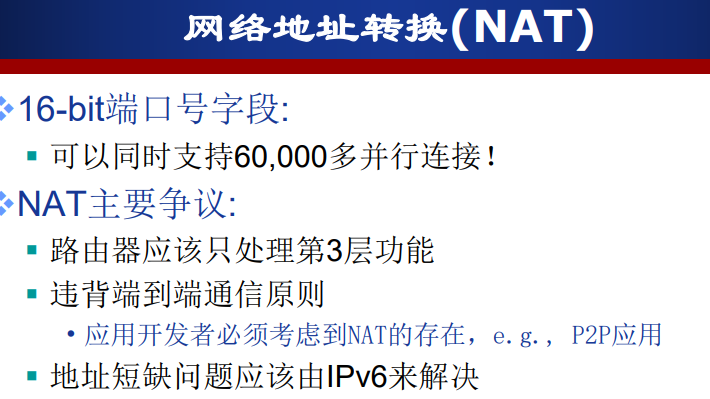 网络地址转换(NAT)
16-bit端口号字段:
可以同时支持60,000多并行连接!
NAT主要争议:
路由器应该只处理第3层功能
违背端到端通信原则
• 应用开发者必须考虑到NAT的存在，e.g., P2P应用
地址短缺问题应该由IPv6来解决